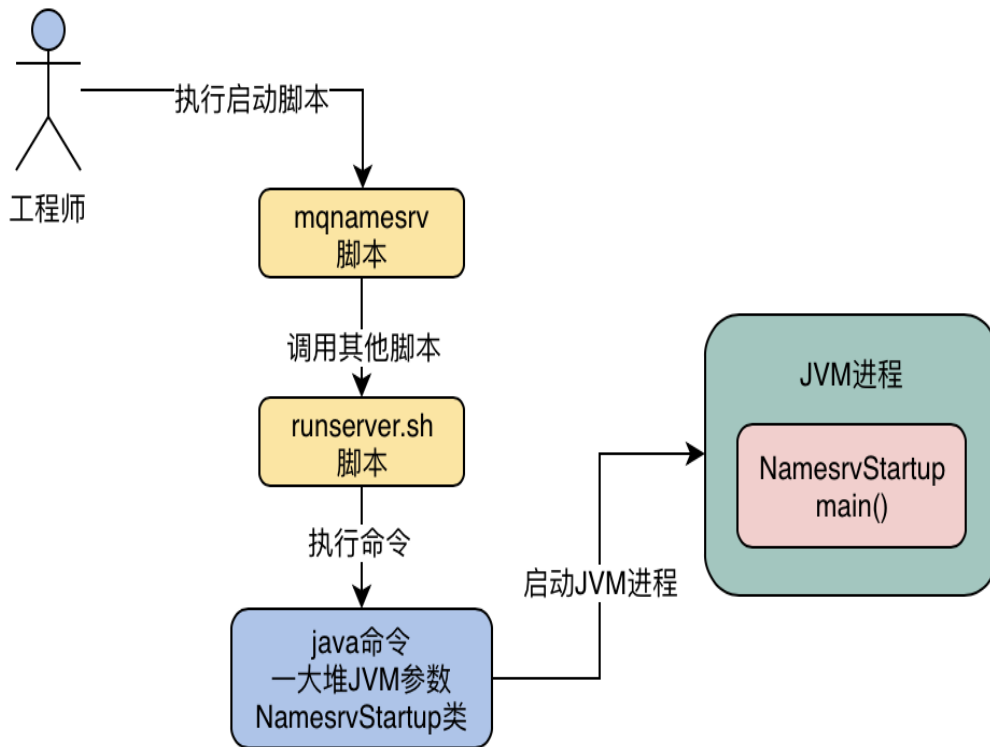 执行启动脚本
工程师
mqnamesrv
脚本
调用其他脚本
runserver.sh
脚本
执行命令
java命令
一大堆JVM参数
NamesrvStartup类
启动JVM进程
JVM进程
NamesrvStartup
main()